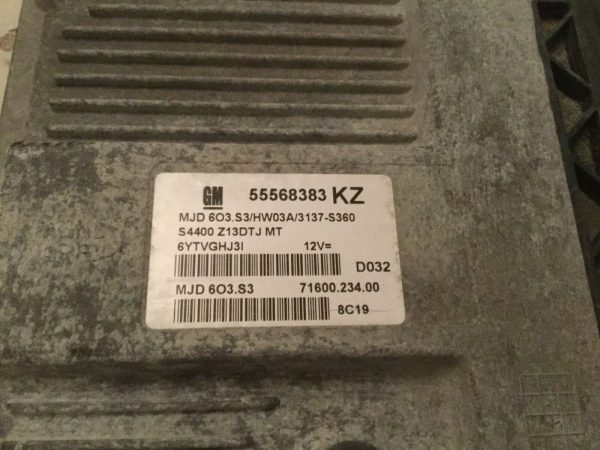 GM 55568383 KZ
MJD 6O3.S3/HW03A/3137-S360
S4400 Z13DTJ MT
6YTVGHJ3I 12V=
D032
MJD 6O3.S3 71600.234.00
8C19